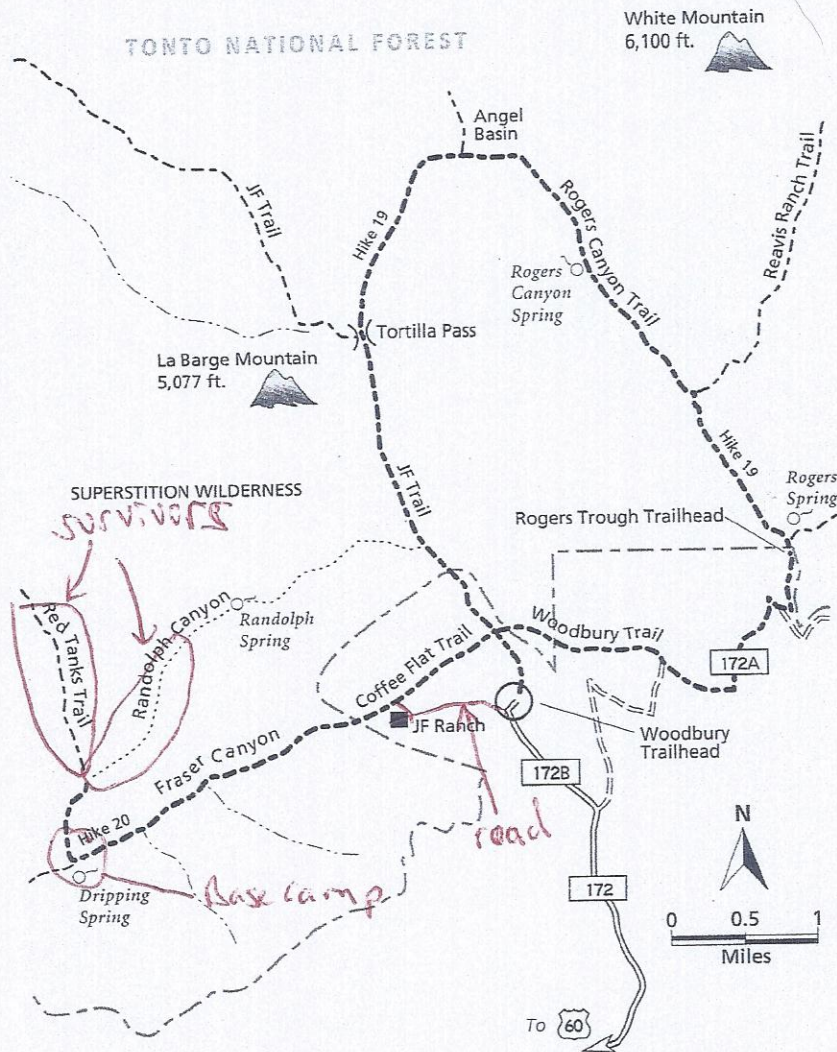 White Mountain
6,100 ft.
TONTO NATIONAL FOREST
Angel
Basin
JF Trail
Hike 19
Rogers Canyon Trail
Reavis Ranch Trail
Rogers
Canyon
Spring
Tortilla Pass
La Barge Mountain
5,077 ft.
JF Trail
Hike 19
SUPERSTITION WILDERNESS
survivors
Rogers
Spring
Rogers Trough Trailhead
Red Tanks Trail
Randolph Canyon
Randolph
Spring
Woodbury Trail
172A
Coffee Flat Trail
JF Ranch
Woodbury
Trailhead
Fraser Canyon
172B
road
Hike 20
Dripping
Spring
Base camp
172
N
0 0.5 1
Miles
To 60